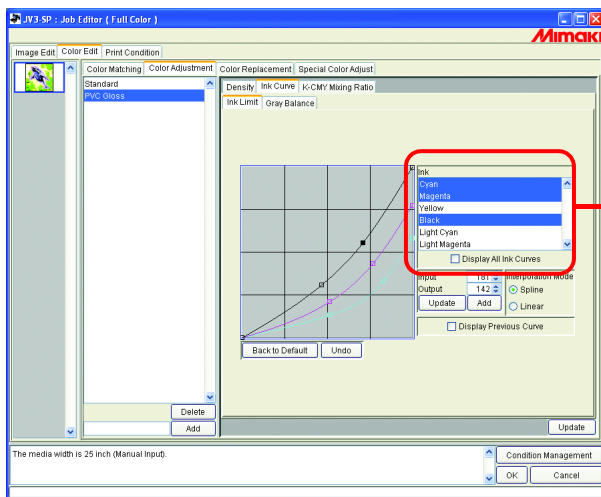 JV3-SP : Job Editor ( Full Color )
Mimaki
Image Edit Color Edit Print Condition
Color Matching Color Adjustment Color Replacement Special Color Adjust
Standard
PVC Gloss
Density Ink Curve K-CMY Mixing Ratio
Ink Limit Gray Balance
Ink
Cyan
Magenta
Yellow
Black
Light Cyan
Light Magenta
Display All Ink Curves
Input 181 Interpolation Mode
Output 142 Spline
Update Add Linear
Display Previous Curve
Back to Default Undo
Delete
Add
Update
The media width is 25 inch (Manual Input).
Condition Management
OK Cancel